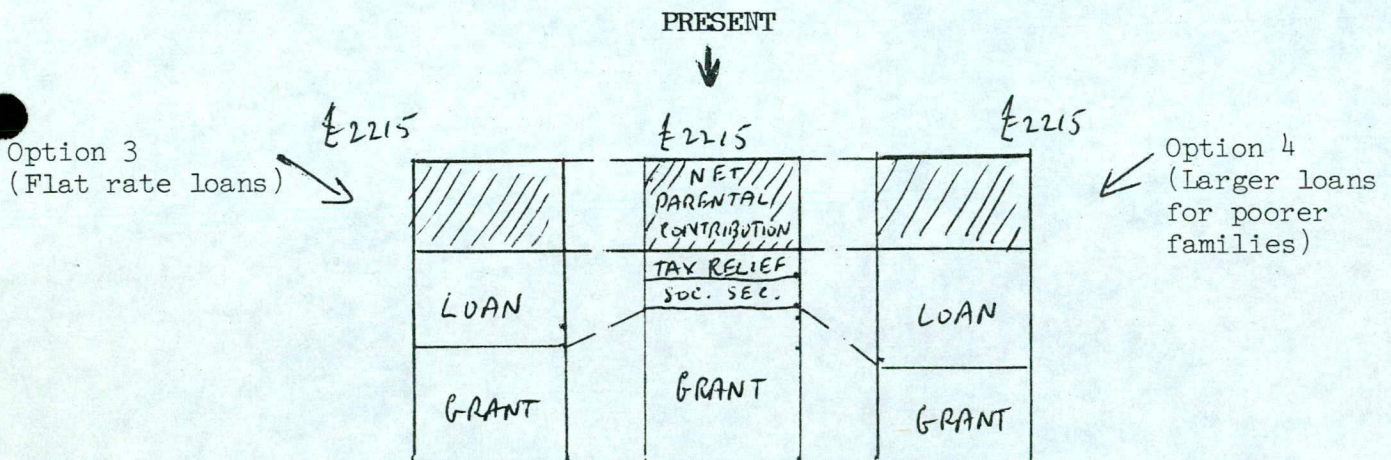 PRESENT
£2215
£2215
£2215
Option 3
(Flat rate loans)
Option 4
(Larger loans
for poorer
families)
NET
PARENTAL
CONTRIBUTION
TAX RELIEF
SOC. SEC.
LOAN
LOAN
GRANT
GRANT
GRANT